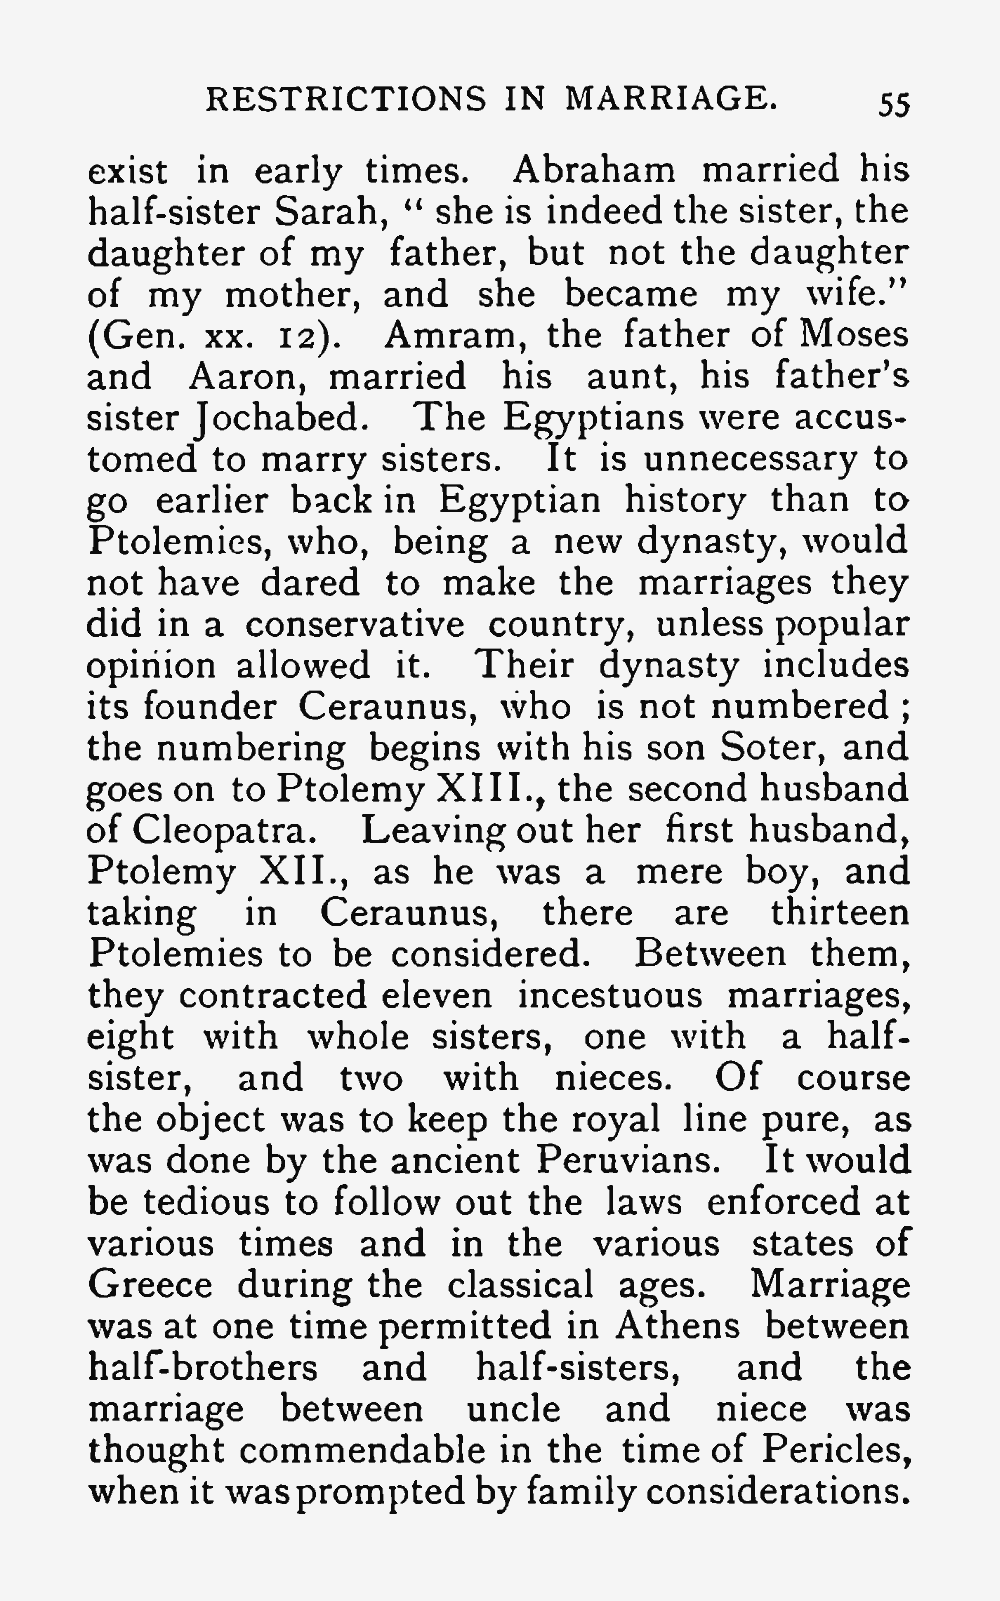 RESTRICTIONS IN MARRIAGE. 55
exist in early times. Abraham married his
half-sister Sarah, “ she is indeed the sister, the
daughter of my father, but not the daughter
of my mother, and she became my wife.”
(Gen. xx. 12). Amram, the father of Moses
and Aaron, married his aunt, his father's
sister Jochabed. The Egyptians were accus-
tomed to marry sisters. It is unnecessary to
go earlier back in Egyptian history than to
Ptolemies, who, being a new dynasty, would
not have dared to make the marriages they
did in a conservative country, unless popular
opinion allowed it. Their dynasty includes
its founder Ceraunus, who is not numbered ;
the numbering begins with his son Soter, and
goes on to Ptolemy XIII., the second husband
of Cleopatra. Leaving out her first husband,
Ptolemy XII., as he was a mere boy, and
taking in Ceraunus, there are thirteen
Ptolemies to be considered. Between them,
they contracted eleven incestuous marriages,
eight with whole sisters, one with a half-
sister, and two with nieces. Of course
the object was to keep the royal line pure, as
was done by the ancient Peruvians. It would
be tedious to follow out the laws enforced at
various times and in the various states of
Greece during the classical ages. Marriage
was at one time permitted in Athens between
half-brothers and half-sisters, and the
marriage between uncle and niece was
thought commendable in the time of Pericles,
when it was prompted by family considerations.